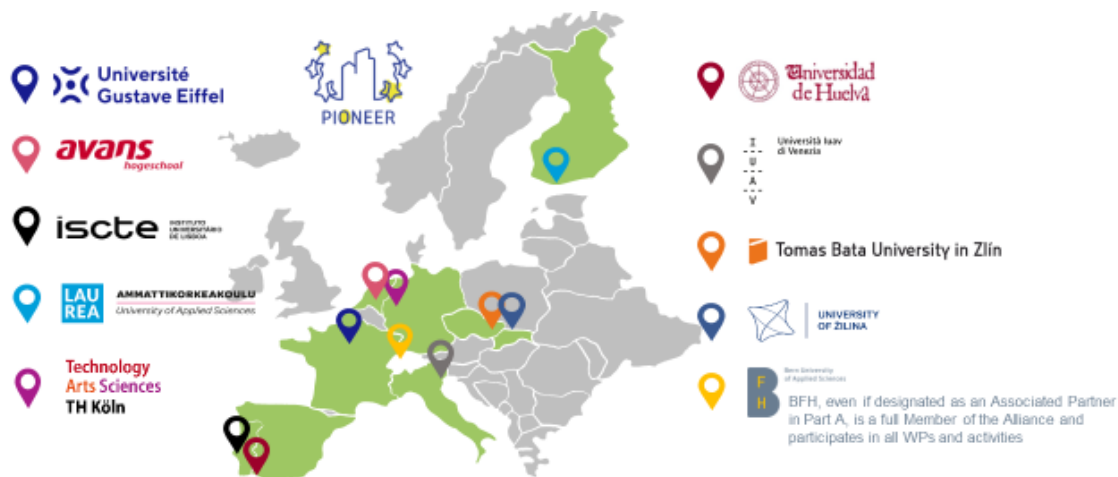 Université
Gustave Eiffel
avans
hogeschool
iscte
INSTITUTO
UNIVERSITÁRIO
DE LISBOA
LAU
REA
AMMATTIKORKEAKOULU
University of Applied Sciences
Technology
Arts Sciences
TH Köln
PIONEER
Universidad
de Huelva
I
U
A
V
Università Iuav
di Venezia
Tomas Bata University in Zlín
UNIVERSITY
OF ŽILINA
B
F
H
Bern University
of Applied Sciences
BFH, even if designated as an Associated Partner
in Part A, is a full Member of the Alliance and
participates in all WPs and activities